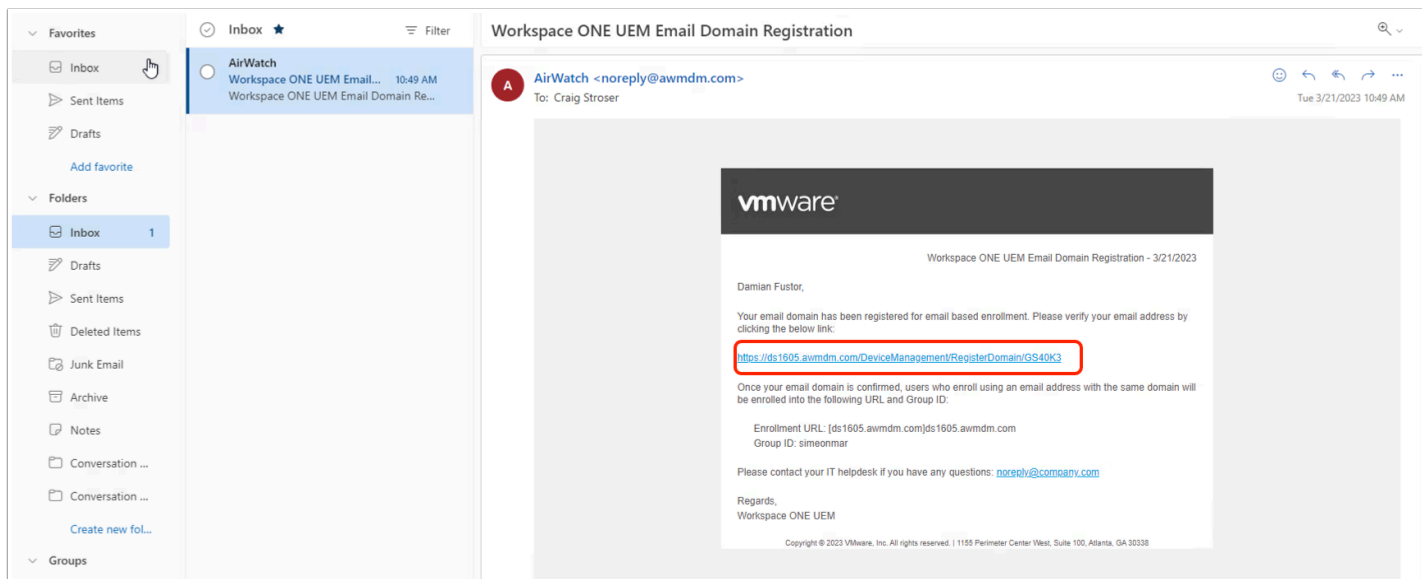 Favorites
Inbox
Sent Items
Drafts
Add favorite
Folders
Inbox 1
Drafts
Sent Items
Deleted Items
Junk Email
Archive
Notes
Conversation ...
Conversation ...
Create new fol...
Groups
Inbox
Filter
AirWatch
Workspace ONE UEM Email... 10:49 AM
Workspace ONE UEM Email Domain Re...
Workspace ONE UEM Email Domain Registration
A
AirWatch <noreply@awmdm.com>
To: Craig Stroser
Tue 3/21/2023 10:49 AM
vmware®
Workspace ONE UEM Email Domain Registration - 3/21/2023
Damian Fustor,
Your email domain has been registered for email based enrollment. Please verify your email address by
clicking the below link:
https://ds1605.awmdm.com/DeviceManagement/RegisterDomain/GS40K3
Once your email domain is confirmed, users who enroll using an email address with the same domain will
be enrolled into the following URL and Group ID:
Enrollment URL: [ds1605.awmdm.com]ds1605.awmdm.com
Group ID: simeonmar
Please contact your IT helpdesk if you have any questions: noreply@company.com
Regards,
Workspace ONE UEM
Copyright © 2023 VMware, Inc. All rights reserved. | 1155 Perimeter Center West, Suite 100, Atlanta, GA 30338